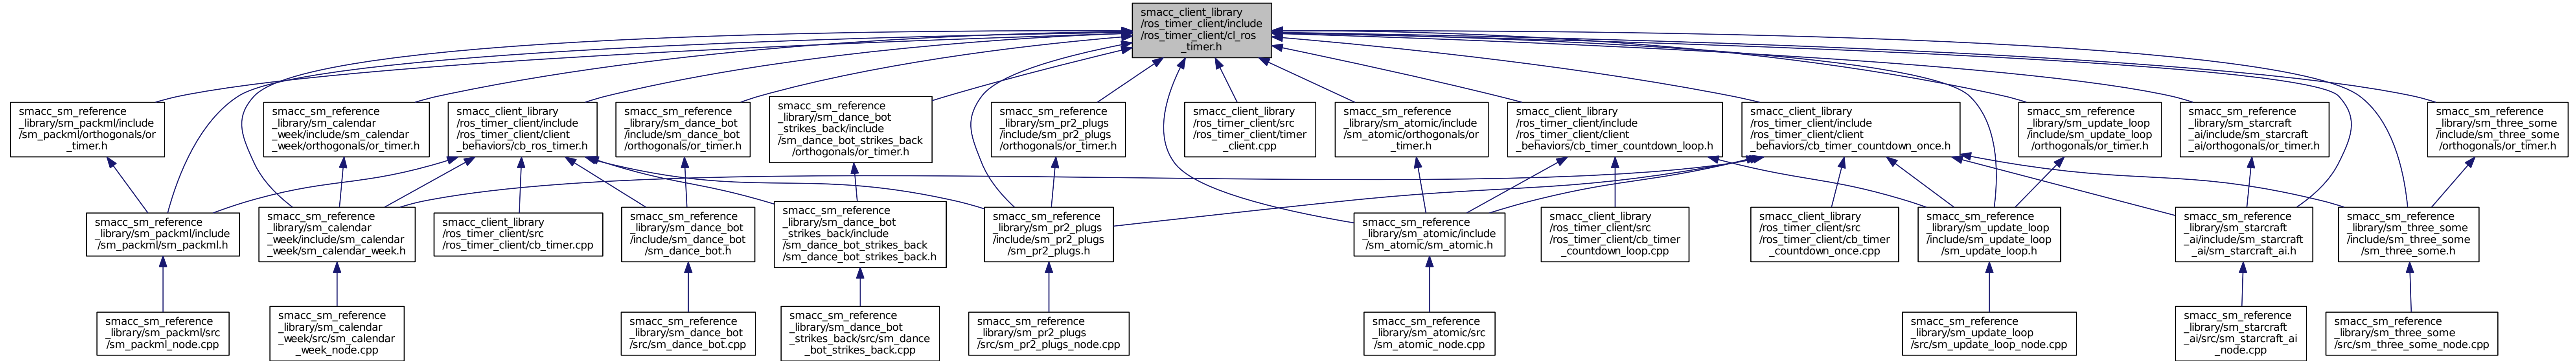 smacc_client_library
/ros_timer_client/include
/ros_timer_client/cl_ros
_timer.h
smacc_sm_reference
_library/sm_packml/include
/sm_packml/orthogonals/or
_timer.h
smacc_sm_reference
_library/sm_calendar
_week/include/sm_calendar
_week/orthogonals/or_timer.h
smacc_client_library
/ros_timer_client/include
/ros_timer_client/client
_behaviors/cb_ros_timer.h
smacc_sm_reference
_library/sm_dance_bot
/include/sm_dance_bot
/orthogonals/or_timer.h
smacc_sm_reference
_library/sm_dance_bot
_strikes_back/include
/sm_dance_bot_strikes_back
/orthogonals/or_timer.h
smacc_sm_reference
_library/sm_pr2_plugs
/include/sm_pr2_plugs
/orthogonals/or_timer.h
smacc_client_library
/ros_timer_client/src
/ros_timer_client/timer
_client.cpp
smacc_sm_reference
_library/sm_atomic/include
/sm_atomic/orthogonals/or
_timer.h
smacc_client_library
/ros_timer_client/include
/ros_timer_client/client
_behaviors/cb_timer_countdown_loop.h
smacc_client_library
/ros_timer_client/include
/ros_timer_client/client
_behaviors/cb_timer_countdown_once.h
smacc_sm_reference
_library/sm_update_loop
/include/sm_update_loop
/orthogonals/or_timer.h
smacc_sm_reference
_library/sm_starcraft
_ai/include/sm_starcraft
_ai/orthogonals/or_timer.h
smacc_sm_reference
_library/sm_three_some
/include/sm_three_some
/orthogonals/or_timer.h
smacc_sm_reference
_library/sm_packml/include
/sm_packml/sm_packml.h
smacc_sm_reference
_library/sm_calendar
_week/include/sm_calendar
_week/sm_calendar_week.h
smacc_client_library
/ros_timer_client/src
/ros_timer_client/cb_timer.cpp
smacc_sm_reference
_library/sm_dance_bot
/include/sm_dance_bot
/sm_dance_bot.h
smacc_sm_reference
_library/sm_dance_bot
_strikes_back/include
/sm_dance_bot_strikes_back
/sm_dance_bot_strikes_back.h
smacc_sm_reference
_library/sm_pr2_plugs
/include/sm_pr2_plugs
/sm_pr2_plugs.h
smacc_sm_reference
_library/sm_atomic/include
/sm_atomic/sm_atomic.h
smacc_client_library
/ros_timer_client/src
/ros_timer_client/cb_timer
_countdown_loop.cpp
smacc_client_library
/ros_timer_client/src
/ros_timer_client/cb_timer
_countdown_once.cpp
smacc_sm_reference
_library/sm_update_loop
/include/sm_update_loop
/sm_update_loop.h
smacc_sm_reference
_library/sm_starcraft
_ai/include/sm_starcraft
_ai/sm_starcraft_ai.h
smacc_sm_reference
_library/sm_three_some
/include/sm_three_some
/sm_three_some.h
smacc_sm_reference
_library/sm_packml/src
/sm_packml_node.cpp
smacc_sm_reference
_library/sm_calendar
_week/src/sm_calendar
_week_node.cpp
smacc_sm_reference
_library/sm_dance_bot
/src/sm_dance_bot.cpp
smacc_sm_reference
_library/sm_dance_bot
_strikes_back/src/sm_dance
_bot_strikes_back.cpp
smacc_sm_reference
_library/sm_pr2_plugs
/src/sm_pr2_plugs_node.cpp
smacc_sm_reference
_library/sm_atomic/src
/sm_atomic_node.cpp
smacc_sm_reference
_library/sm_update_loop
/src/sm_update_loop_node.cpp
smacc_sm_reference
_library/sm_starcraft
_ai/src/sm_starcraft_ai
_node.cpp
smacc_sm_reference
_library/sm_three_some
/src/sm_three_some_node.cpp